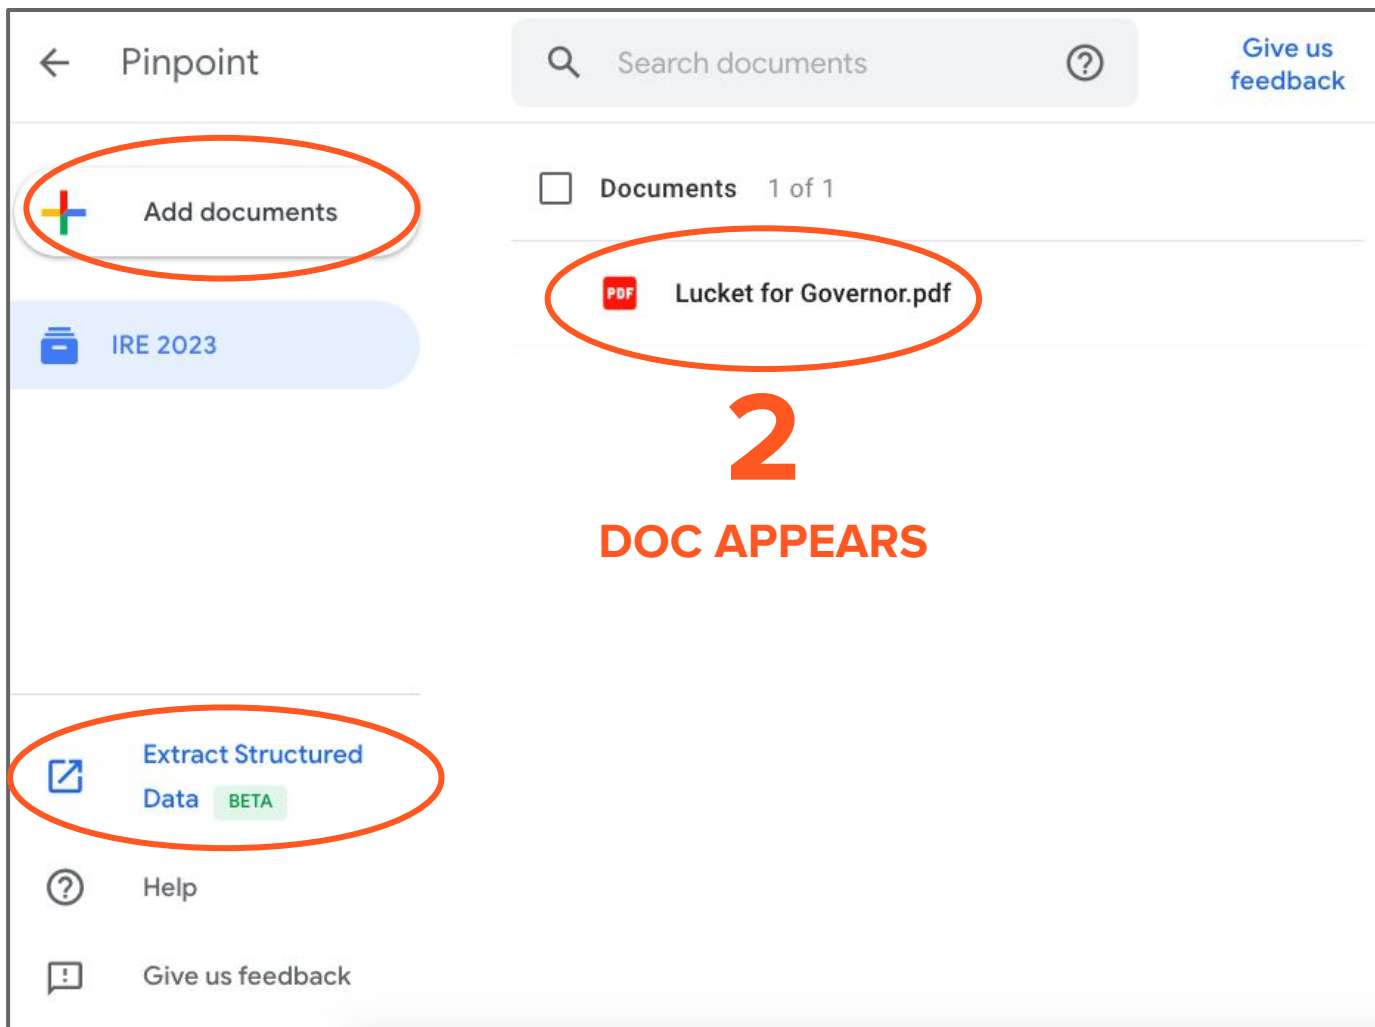 Pinpoint
Search documents
Give us
feedback
Add documents
Documents 1 of 1
PDF Lucket for Governor.pdf
IRE 2023
2
DOC APPEARS
Extract Structured
Data BETA
Help
Give us feedback